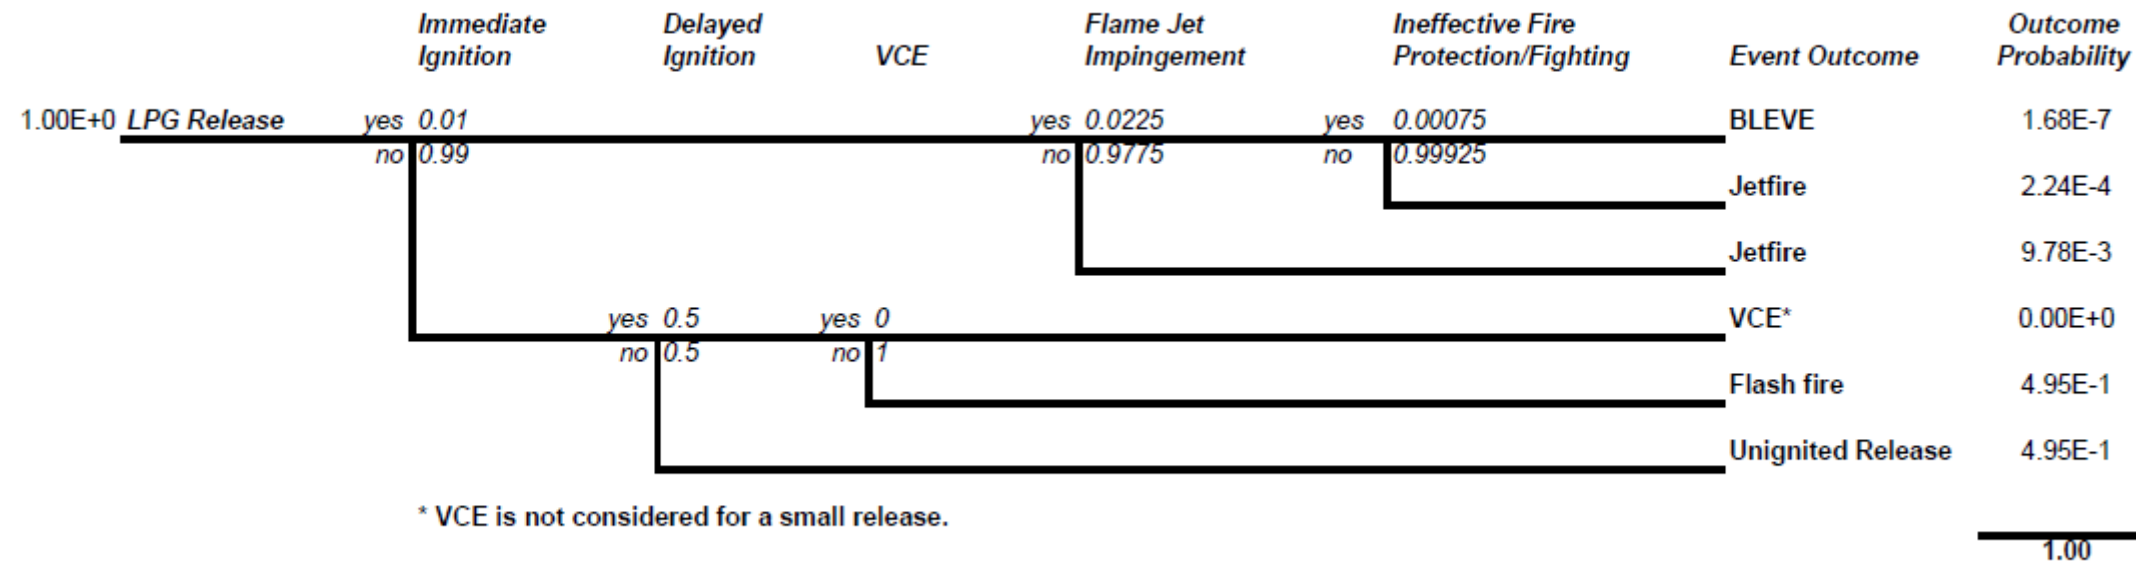 Immediate Delayed Flame Jet Ineffective Fire Outcome
Ignition Ignition VCE Impingement Protection/Fighting Event Outcome Probability
1.00E+0 LPG Release yes 0.01 yes 0.0225 yes 0.00075 BLEVE 1.68E-7
no 0.99 no 0.9775 no 0.99925
Jetfire 2.24E-4
Jetfire 9.78E-3
yes 0.5 yes 0 VCE* 0.00E+0
no 0.5 no 1
Flash fire 4.95E-1
Unignited Release 4.95E-1
* VCE is not considered for a small release.
1.00